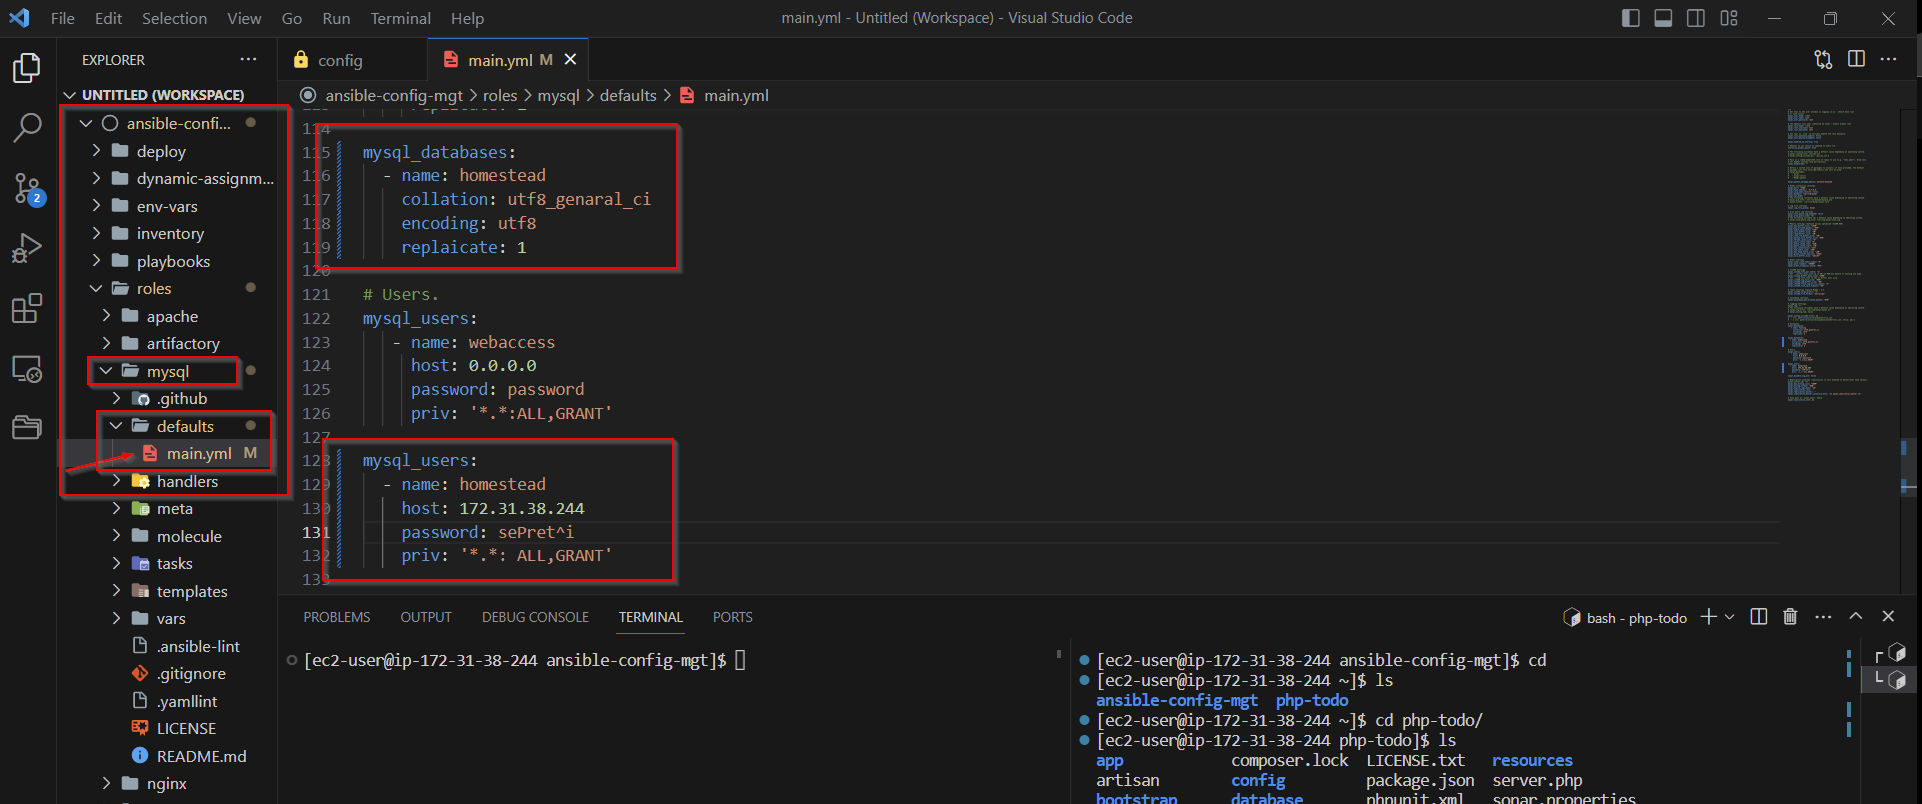 File Edit Selection View Go Run Terminal Help
main.yml - Untitled (Workspace) - Visual Studio Code
EXPLORER
UNTITLED (WORKSPACE)
ansible-confi...
deploy
dynamic-assignm...
env-vars
inventory
playbooks
roles
apache
artifactory
mysql
.github
defaults
main.yml M
handlers
meta
molecule
tasks
templates
vars
.ansible-lint
.gitignore
.yamllint
LICENSE
README.md
nginx
2
config
main.yml M
ansible-config-mgt > roles > mysql > defaults > main.yml
114
115 mysql_databases:
116 - name: homestead
117 collation: utf8_genaral_ci
118 encoding: utf8
119 replaicate: 1
120
121 # Users.
122 mysql_users:
123 - name: webaccess
124 host: 0.0.0.0
125 password: password
126 priv: '*.*:ALL,GRANT'
127
128 mysql_users:
129 - name: homestead
130 host: 172.31.38.244
131 password: sePret^i
132 priv: '*.*: ALL,GRANT'
133
PROBLEMS OUTPUT DEBUG CONSOLE TERMINAL PORTS
bash - php-todo
[ec2-user@ip-172-31-38-244 ansible-config-mgt]$
[ec2-user@ip-172-31-38-244 ansible-config-mgt]$ cd
[ec2-user@ip-172-31-38-244 ~]$ ls
ansible-config-mgt php-todo
[ec2-user@ip-172-31-38-244 ~]$ cd php-todo/
[ec2-user@ip-172-31-38-244 php-todo]$ ls
app composer.lock LICENSE.txt resources
artisan config package.json server.php
bootstrap database phpunit.xml sonar.properties